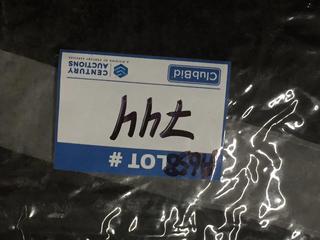 LOT #
744
ClubBid
CENTURY
AUCTIONS